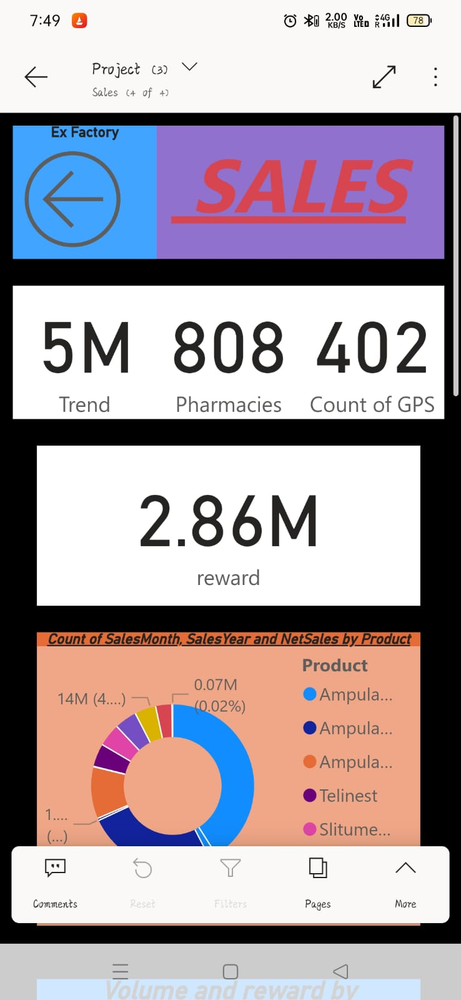 7:49
2.00 KB/S
Vo LTED
4G
R
78
Project (3)
Sales (4 of 4)
Ex Factory
SALES
5M 808 402
Trend Pharmacies Count of GPS
2.86M
reward
Count of SalesMonth, SalesYear and NetSales by Product
Product
0.07M
(0.02%)
14M (4....)
Ampula...
Ampula...
Ampula...
Telinest
Slitume...
1....
(...)
Comments Reset Filters Pages More
Volume and reward by